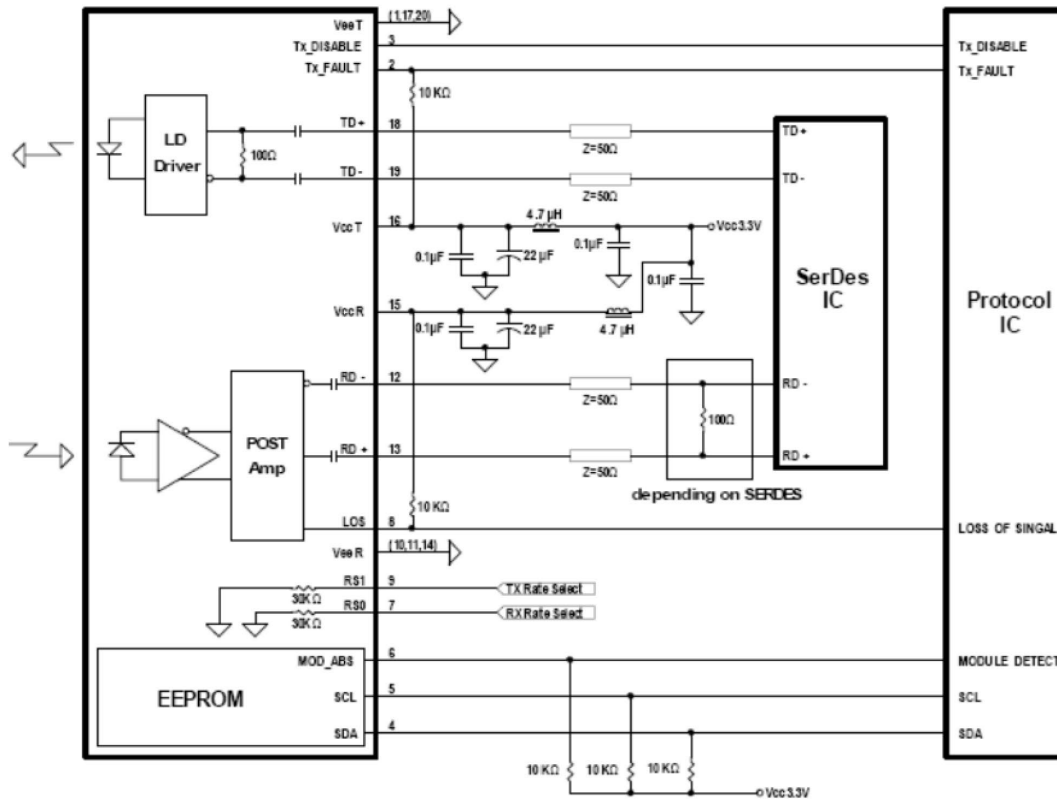 VeeT (1,17,20)
Tx_DISABLE 3 Tx_DISABLE
Tx_FAULT 2 Tx_FAULT
10 KΩ
LD Driver
100Ω
TD+ 18 Z=50Ω TD+
TD- 19 Z=50Ω TD-
VccT 16 4.7 µH Vcc3.3V
0.1µF 22 µF 0.1µF 0.1µF
SerDes IC
Protocol IC
VccR 15
0.1µF 22 µF 4.7 µH
RD - 12 Z=50Ω RD -
100Ω
POST Amp
RD + 13 Z=50Ω RD +
depending on SERDES
10 KΩ
LOS 8 LOSS OF SINGAL
VeeR (10,11,14)
RS1 9 TX Rate Select
30KΩ
RS0 7 RX Rate Select
30KΩ
MOD_ABS 6 MODULE DETECT
EEPROM
SCL 5 SCL
SDA 4 SDA
10 KΩ 10 KΩ 10 KΩ
Vcc3.3V